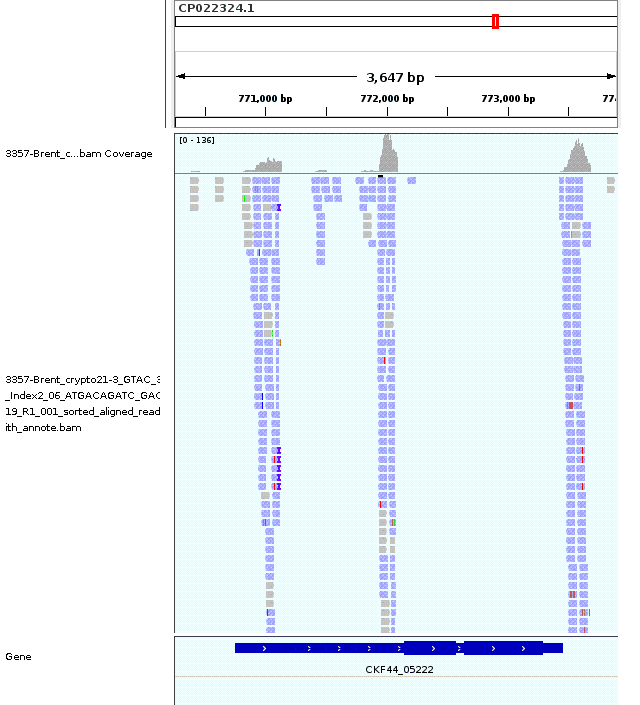 CP022324.1
3,647 bp
771,000 bp 772,000 bp 773,000 bp 77
[0 - 136]
3357-Brent_c...bam Coverage
3357-Brent_crypto21-3_GTAC_3
_Index2_06_ATGACAGATC_GAC
19_R1_001_sorted_aligned_read
ith_annote.bam
Gene
CKF44_05222